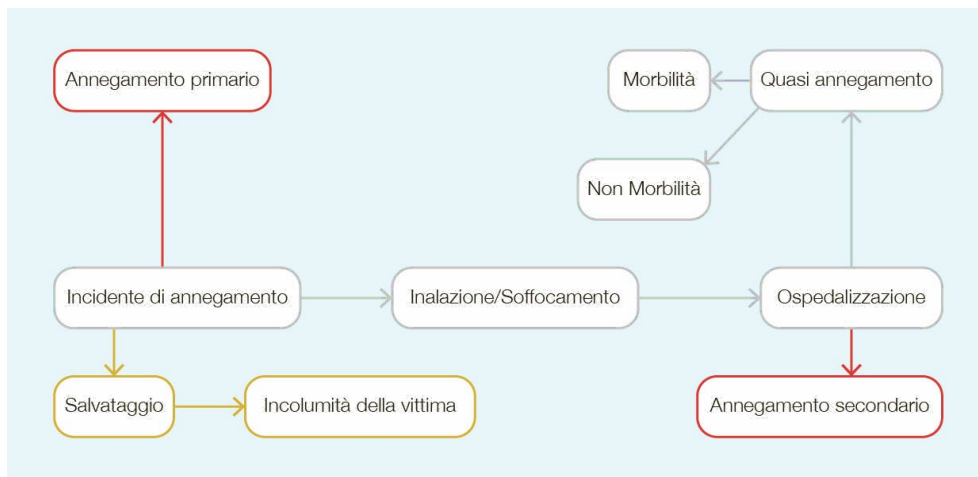 Annegamento primario
Morbilità
Quasi annegamento
Non Morbilità
Incidente di annegamento
Inalazione/Soffocamento
Ospedalizzazione
Salvataggio
Incolumità della vittima
Annegamento secondario